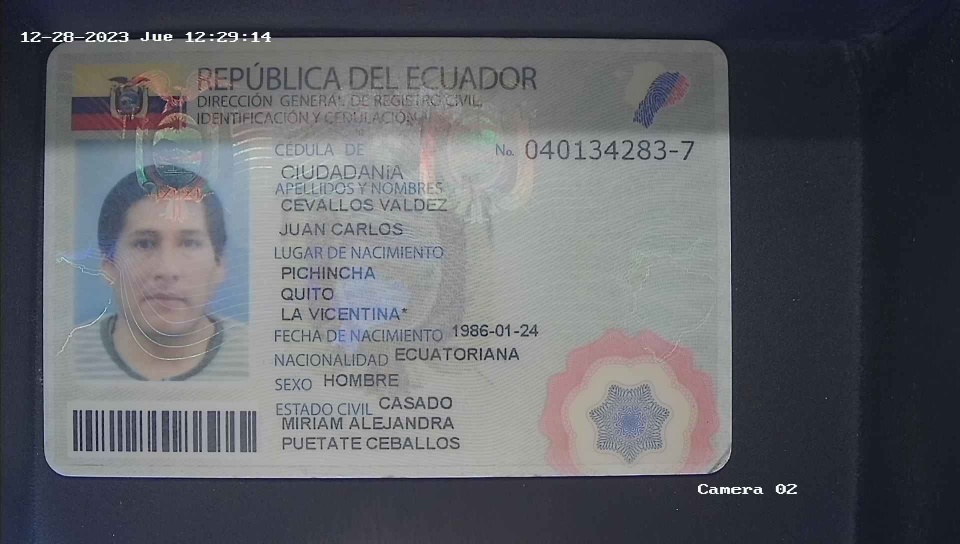 12-28-2023 Jue 12:29:14
REPÚBLICA DEL ECUADOR
DIRECCIÓN GENERAL DE REGISTRO CIVIL,
IDENTIFICACIÓN Y CEDULACIÓN
CÉDULA DE No. 040134283-7
CIUDADANÍA
APELLIDOS Y NOMBRES
CEVALLOS VALDEZ
JUAN CARLOS
LUGAR DE NACIMIENTO
PICHINCHA
QUITO
LA VICENTINA*
FECHA DE NACIMIENTO 1986-01-24
NACIONALIDAD ECUATORIANA
SEXO HOMBRE
ESTADO CIVIL CASADO
MIRIAM ALEJANDRA
PUETATE CEBALLOS
Camera 02